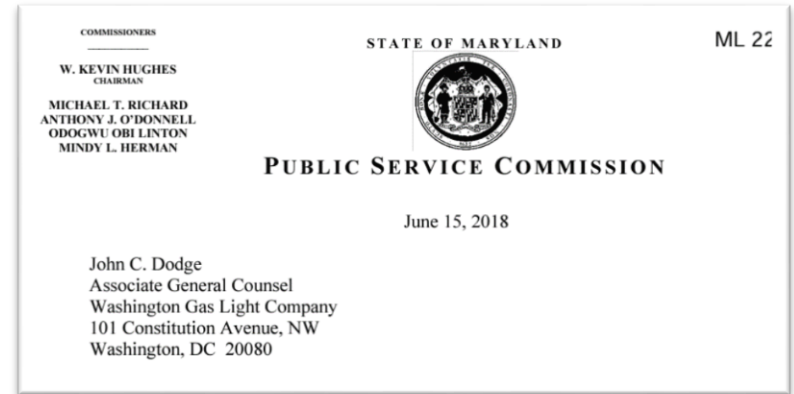 COMMISSIONERS
W. KEVIN HUGHES
CHAIRMAN
MICHAEL T. RICHARD
ANTHONY J. O'DONNELL
ODOGWU OBI LINTON
MINDY L. HERMAN
STATE OF MARYLAND
PUBLIC SERVICE COMMISSION
ML 22
June 15, 2018
John C. Dodge
Associate General Counsel
Washington Gas Light Company
101 Constitution Avenue, NW
Washington, DC 20080